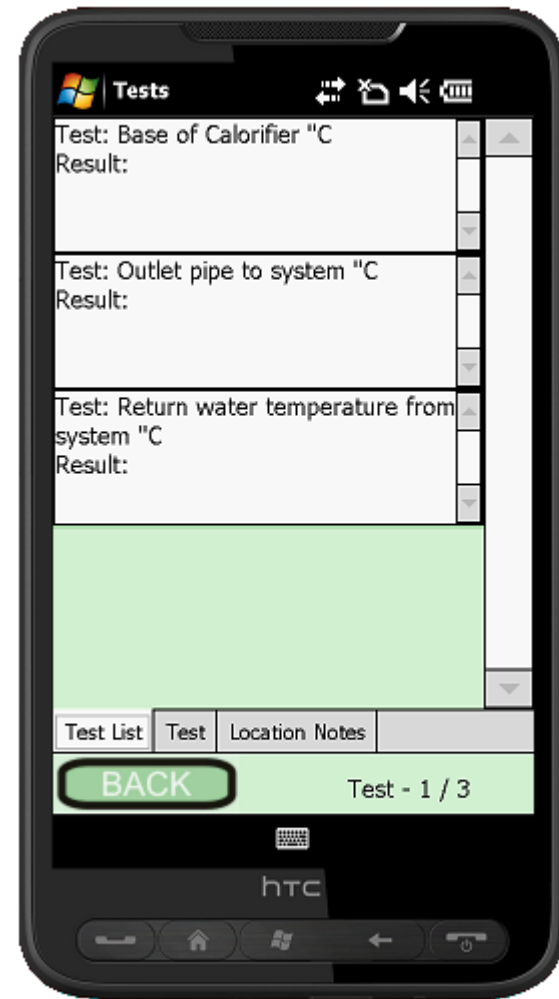 Tests
Test: Base of Calorifier "C
Result:
Test: Outlet pipe to system "C
Result:
Test: Return water temperature from
system "C
Result:
Test List Test Location Notes
BACK Test - 1 / 3
hTC